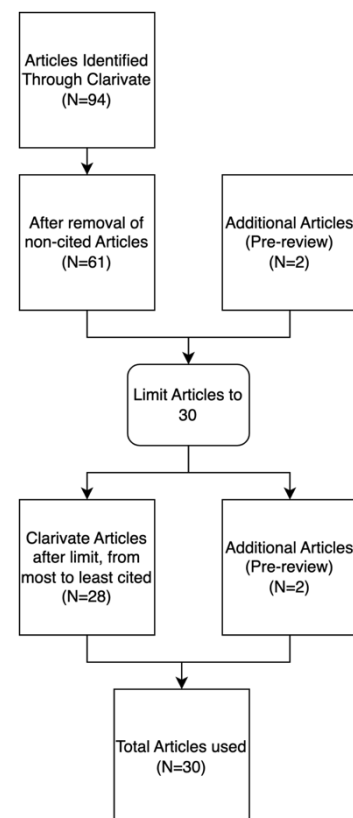 Articles Identified
Through Clarivate
(N=94)
After removal of
non-cited Articles
(N=61)
Additional Articles
(Pre-review)
(N=2)
Limit Articles to
30
Clarivate Articles
after limit, from
most to least cited
(N=28)
Additional Articles
(Pre-review)
(N=2)
Total Articles used
(N=30)